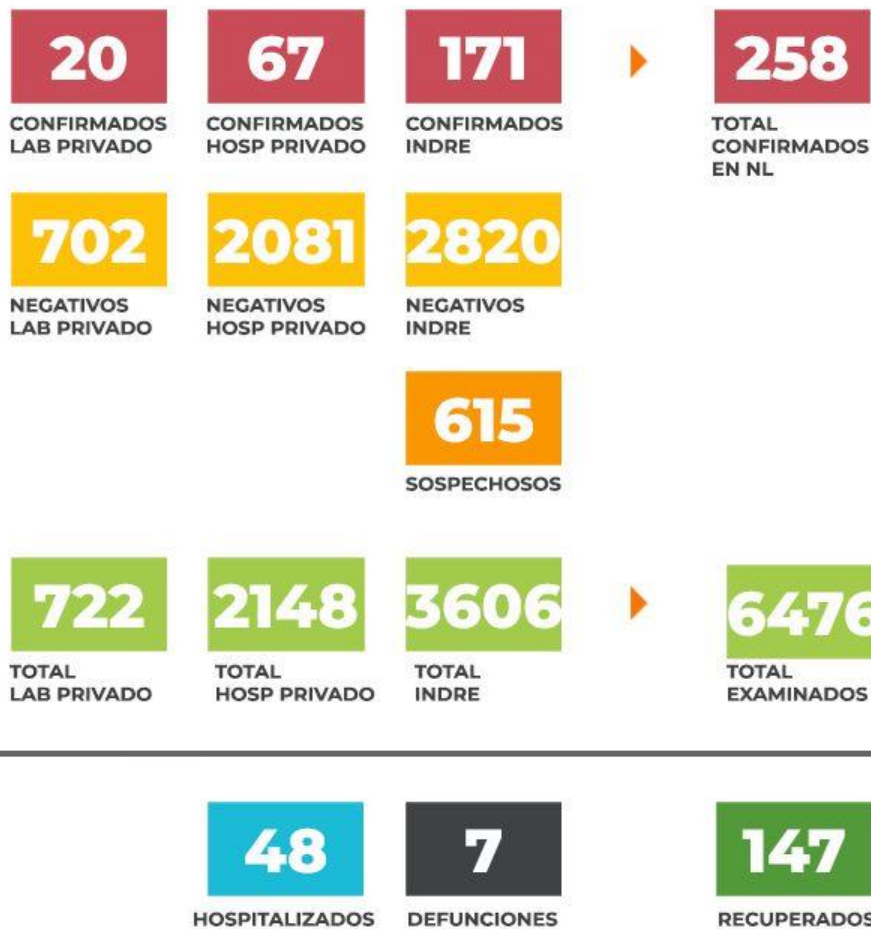 20 67 171 258
CONFIRMADOS CONFIRMADOS CONFIRMADOS TOTAL
LAB PRIVADO HOSP PRIVADO INDRE CONFIRMADOS
EN NL
702 2081 2820
NEGATIVOS NEGATIVOS NEGATIVOS
LAB PRIVADO HOSP PRIVADO INDRE
615
SOSPECHOSOS
722 2148 3606 6476
TOTAL TOTAL TOTAL TOTAL
LAB PRIVADO HOSP PRIVADO INDRE EXAMINADOS
48 7 147
HOSPITALIZADOS DEFUNCIONES RECUPERADOS